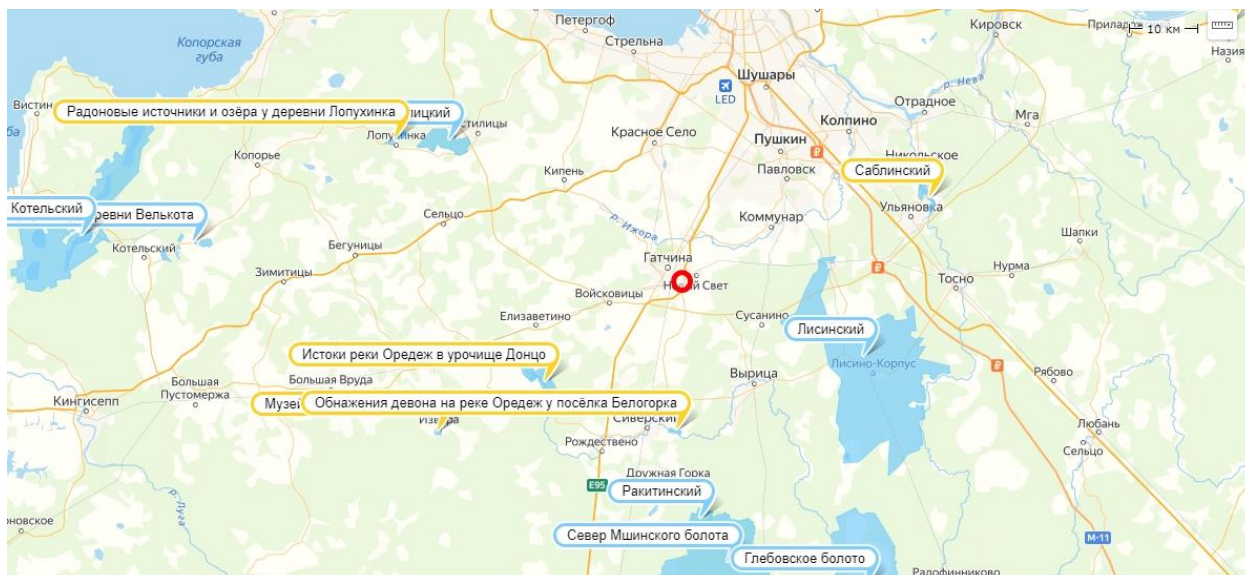 Петергоф
Кировск
Приладож
10 км
Копорская
губа
Стрельна
Назия
р. Нева
Шушары
LED
Вистин
Отрадное
Радоновые источники и озёра у деревни Лопухинка
лицкий
стилицы
Мга
Лопухинка
Красное Село
Колпино
Пушкин
Никольское
Копорье
Кипень
Павловск
Саблинский
Котельский
ревни Велькота
Сельцо
р. Ижора
Коммунар
Ульяновка
Шапки
Котельский
Бегуницы
Гатчина
Зимитицы
Новый Свет
Нурма
Войсковицы
Тосно
Елизаветино
Сусанино
Лисинский
Истоки реки Оредеж в урочище Донцо
Лисино-Корпус
Большая
Пустомержа
Большая Вруда
Вырица
Рябово
Кингисепп
Музей
Обнажения девона на реке Оредеж у посёлка Белогорка
Извара
Сиверский
Любань
Рождествено
Сельцо
Дружная Горка
E95
Ракитинский
р. Луга
новское
Север Мшинского болота
М-11
Глебовское болото
Радофинниково